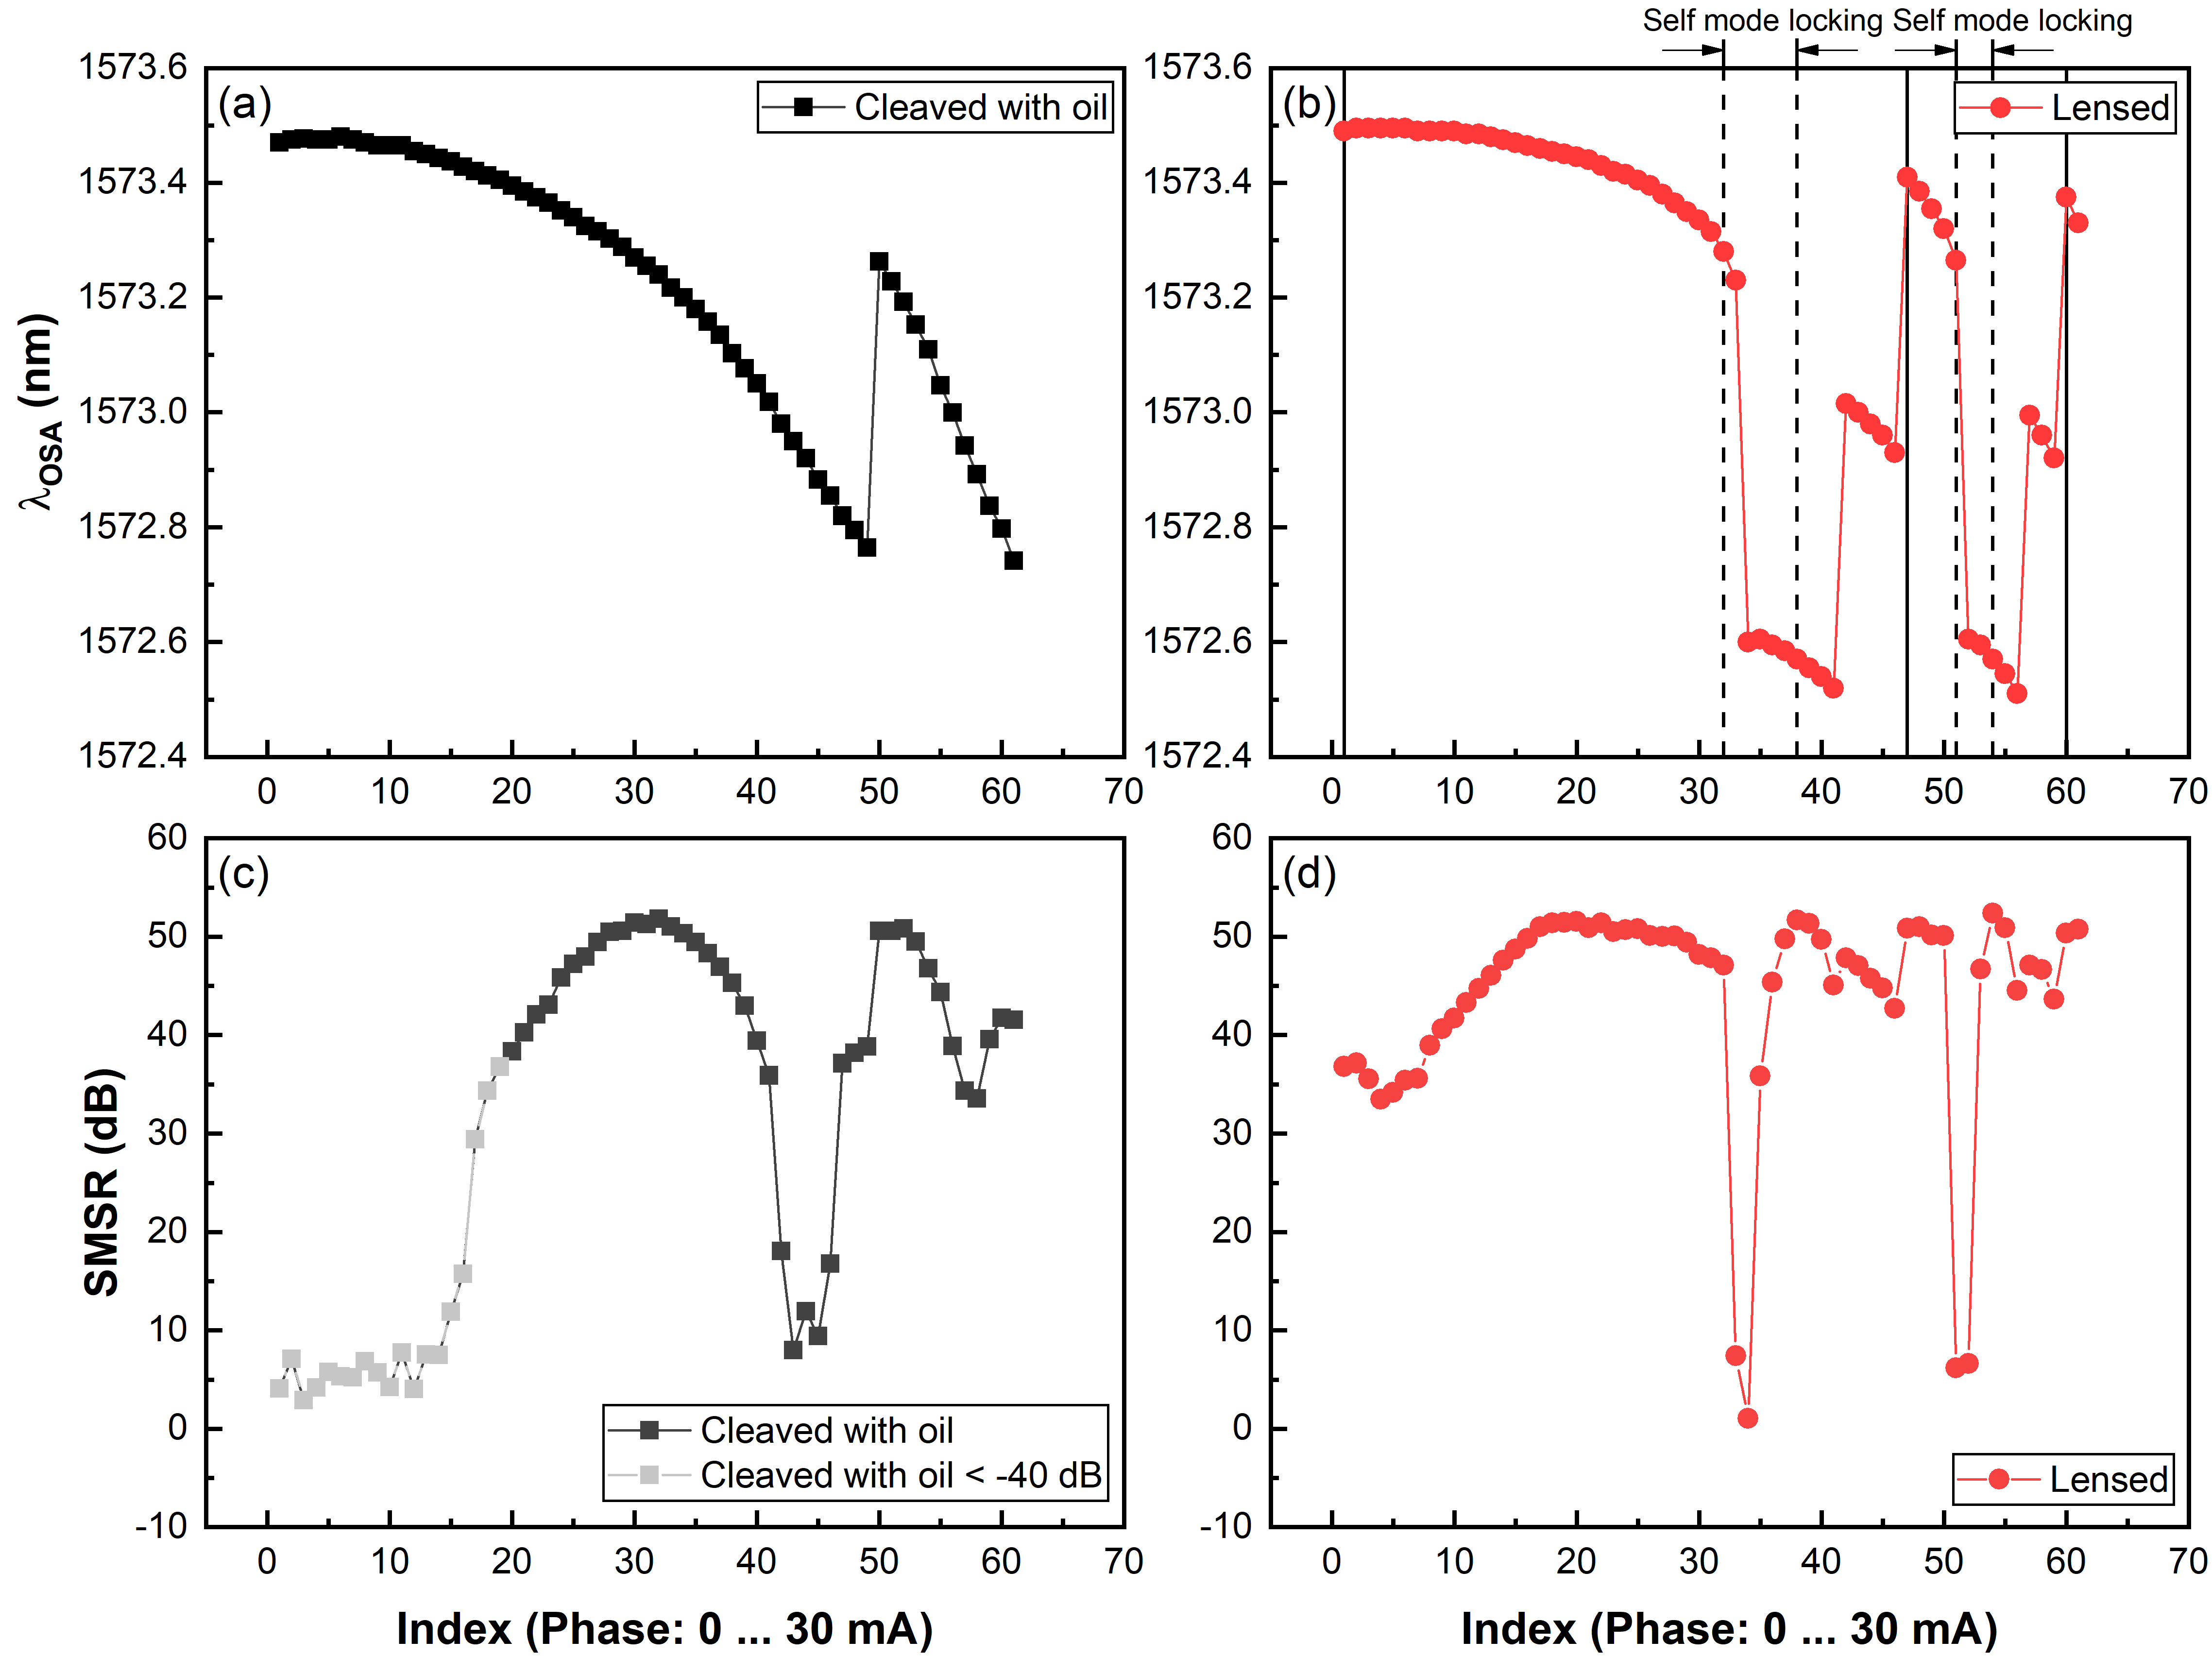 Self mode locking Self mode locking
(a)
Cleaved with oil
(b)
Lensed
1573.6
1573.4
1573.2
1573.0
1572.8
1572.6
1572.4
λOSA (nm)
0 10 20 30 40 50 60 70
1573.6
1573.4
1573.2
1573.0
1572.8
1572.6
1572.4
0 10 20 30 40 50 60 70
(c)
60
50
40
30
20
10
0
-10
SMSR (dB)
Cleaved with oil
Cleaved with oil < -40 dB
0 10 20 30 40 50 60 70
Index (Phase: 0 ... 30 mA)
(d)
60
50
40
30
20
10
0
-10
Lensed
0 10 20 30 40 50 60 70
Index (Phase: 0 ... 30 mA)